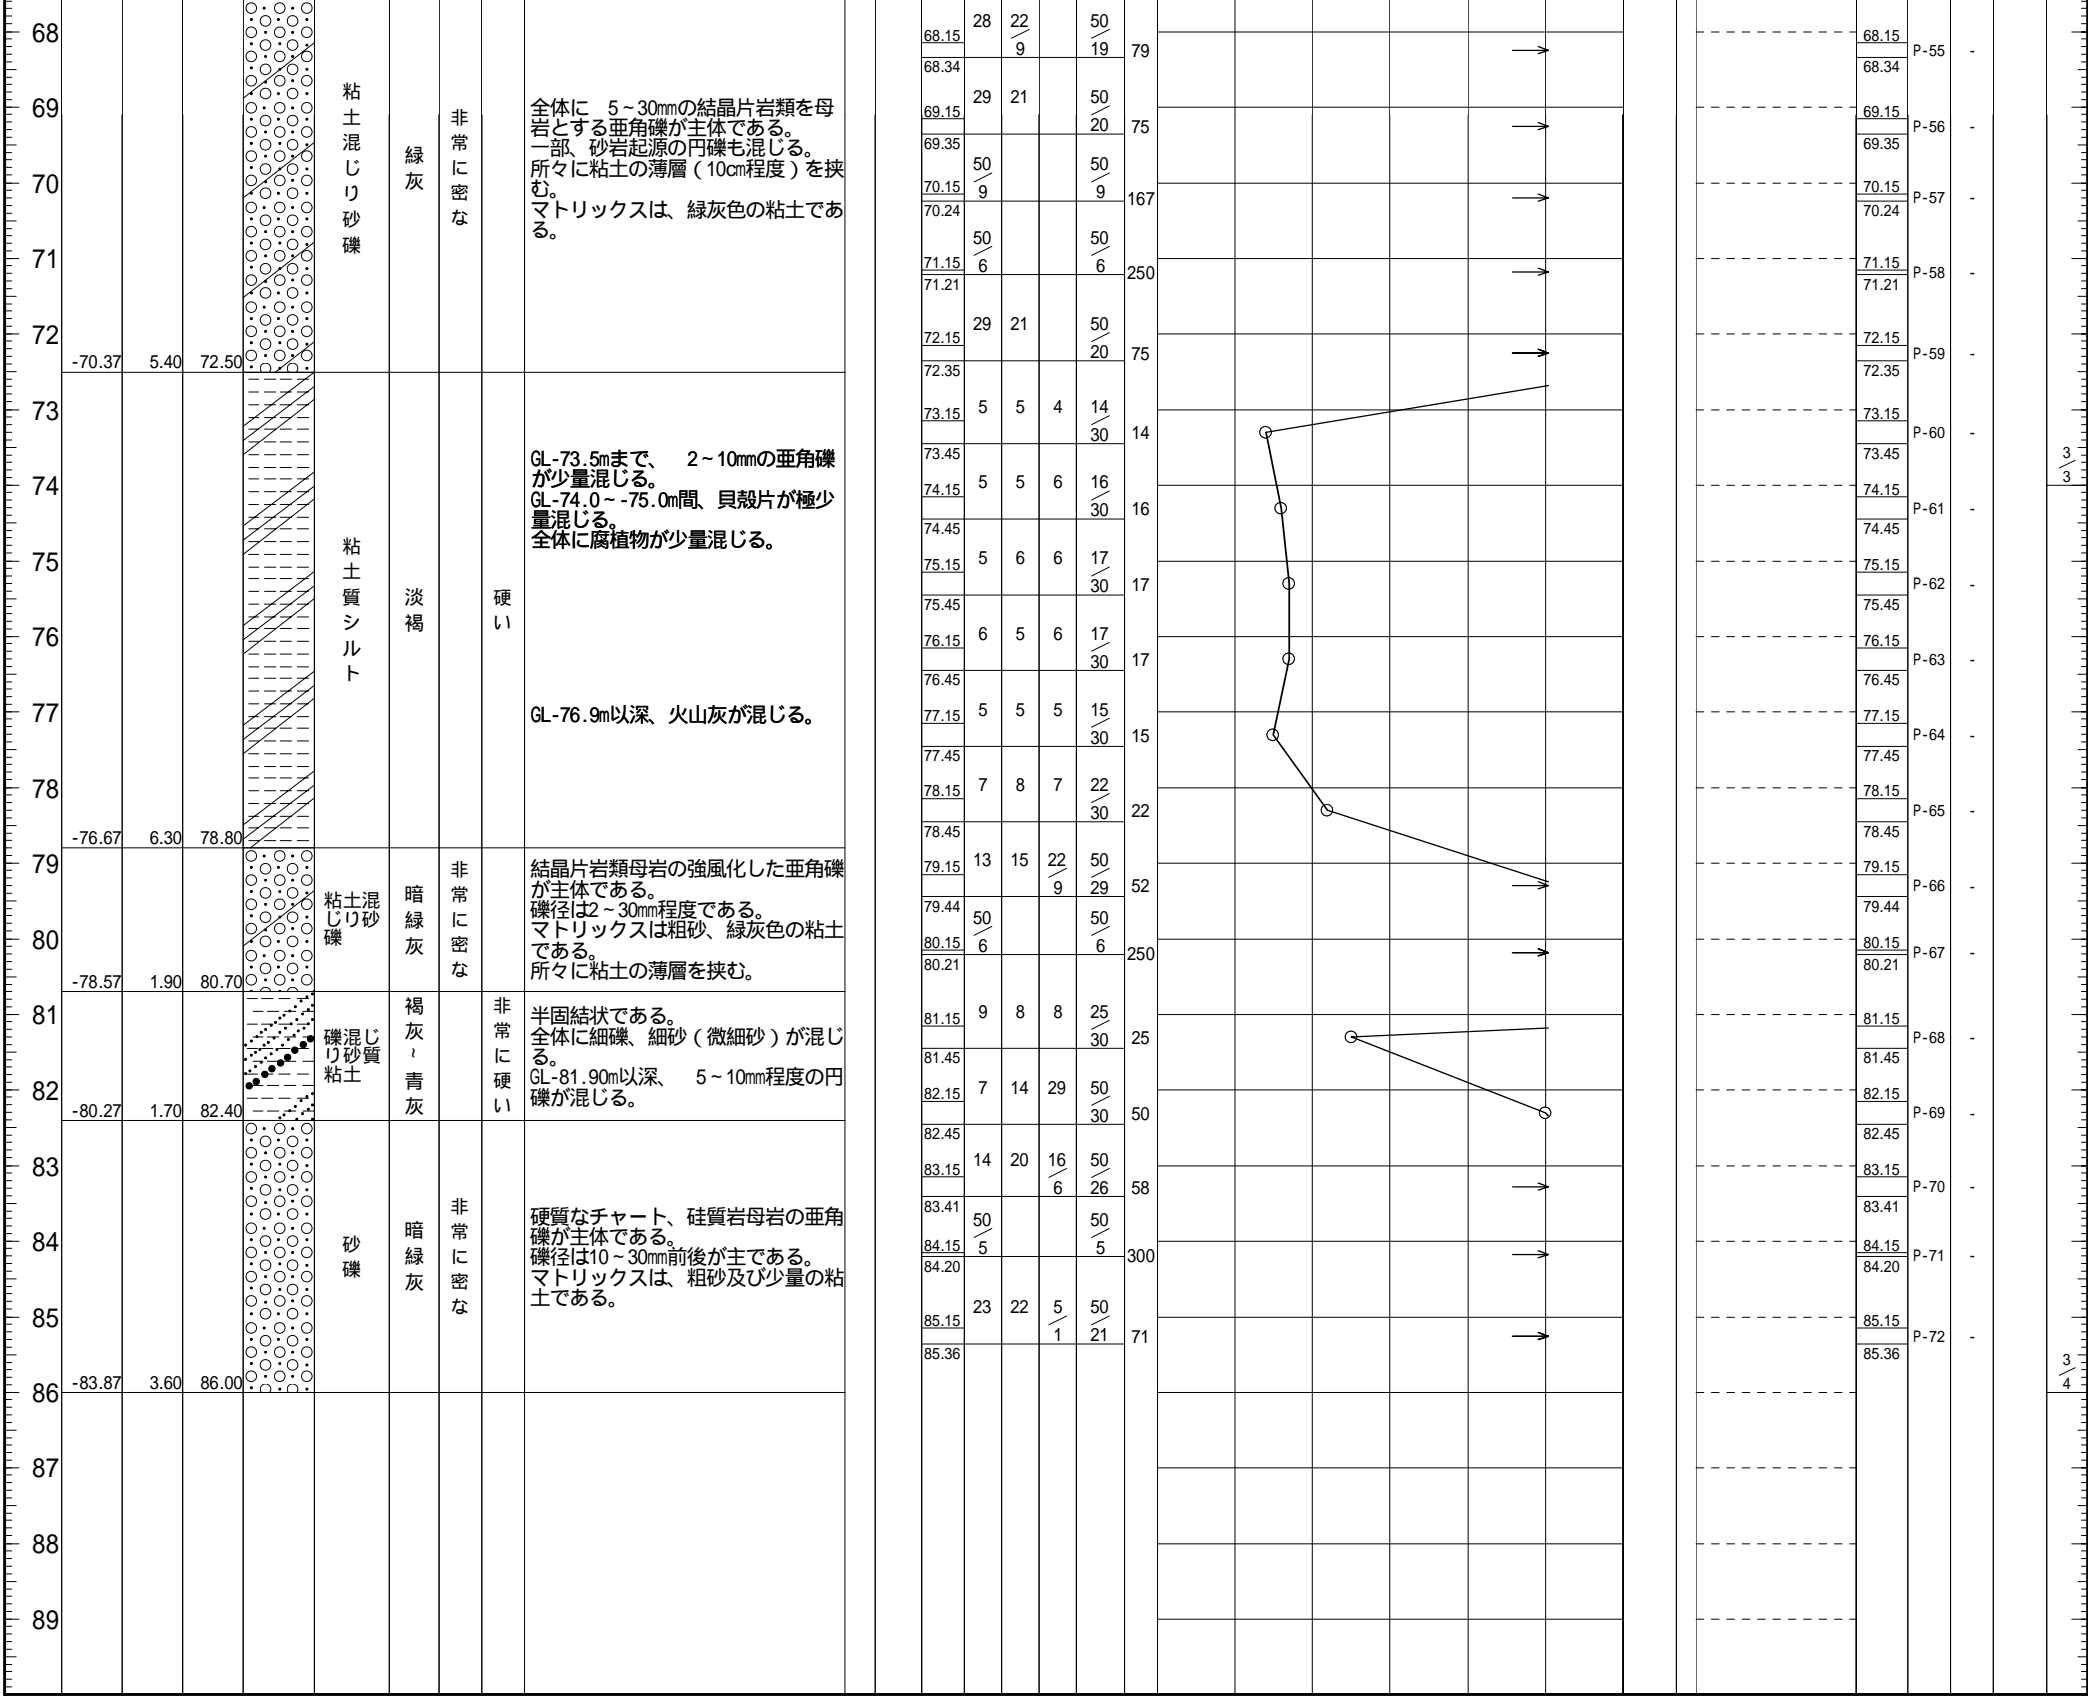 68
69
70
71
72
73
74
75
76
77
78
79
80
81
82
83
84
85
86
87
88
89
-70.37 5.40 72.50
-76.67 6.30 78.80
-78.57 1.90 80.70
-80.27 1.70 82.40
-83.87 3.60 86.00
粘土混じり砂礫
緑灰
非常に密な
全体に 5~30㎜の結晶片岩類を母
岩とする亜角礫が主体である。
一部、砂岩起源の円礫も混じる。
所々に粘土の薄層(10㎝程度)を挟
む。
マトリックスは、緑灰色の粘土であ
る。
粘土質シルト
淡褐
硬い
GL-73.5mまで、 2~10mmの亜角礫
が少量混じる。
GL-74.0~-75.0m間、貝殻片が極少
量混じる。
全体に腐植物が少量混じる。
GL-76.9m以深、火山灰が混じる。
粘土混
じり砂
礫
暗緑灰
非常に密な
結晶片岩類母岩の強風化した亜角礫
が主体である。
礫径は2~30㎜程度である。
マトリックスは粗砂、緑灰色の粘土
である。
所々に粘土の薄層を挟む。
礫混じ
り砂質
粘土
褐灰~青灰
非常に硬い
半固結状である。
全体に細礫、細砂(微細砂)が混じ
る。
GL-81.90m以深、 5~10mm程度の円
礫が混じる。
砂礫
暗緑灰
非常に密な
硬質なチャート、硅質岩母岩の亜角
礫が主体である。
礫径は10~30㎜前後が主である。
マトリックスは、粗砂及び少量の粘
土である。
68.15 28 22/9 50/19 79
68.34
69.15 29 21 50/20 75
69.35
70.15 50/9 50/9 167
70.24
71.15 50/6 50/6 250
71.21
72.15 29 21 50/20 75
72.35
73.15 5 5 4 14/30 14
73.45
74.15 5 5 6 16/30 16
74.45
75.15 5 6 6 17/30 17
75.45
76.15 6 5 6 17/30 17
76.45
77.15 5 5 5 15/30 15
77.45
78.15 7 8 7 22/30 22
78.45
79.15 13 15 22/9 50/29 52
79.44
80.15 50/6 50/6 250
80.21
81.15 9 8 8 25/30 25
81.45
82.15 7 14 29 50/30 50
82.45
83.15 14 20 16/6 50/26 58
83.41
84.15 50/5 50/5 300
84.20
85.15 23 22 5/1 50/21 71
85.36
68.15 P-55 -
68.34
69.15 P-56 -
69.35
70.15 P-57 -
70.24
71.15 P-58 -
71.21
72.15 P-59 -
72.35
73.15 P-60 -
73.45
74.15 P-61 -
74.45
75.15 P-62 -
75.45
76.15 P-63 -
76.45
77.15 P-64 -
77.45
78.15 P-65 -
78.45
79.15 P-66 -
79.44
80.15 P-67 -
80.21
81.15 P-68 -
81.45
82.15 P-69 -
82.45
83.15 P-70 -
83.41
84.15 P-71 -
84.20
85.15 P-72 -
85.36
3/3
3/4